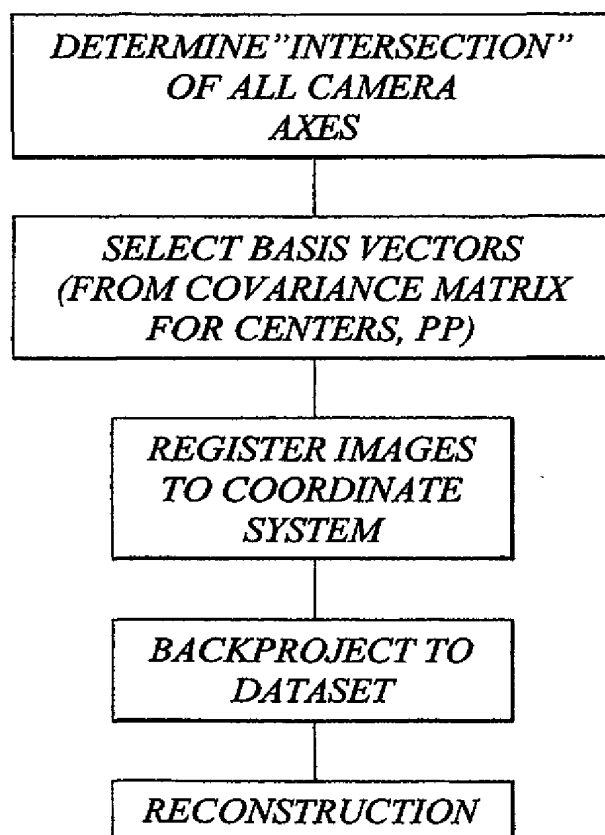 DETERMINE"INTERSECTION"
OF ALL CAMERA
AXES
SELECT BASIS VECTORS
(FROM COVARIANCE MATRIX
FOR CENTERS, PP)
REGISTER IMAGES
TO COORDINATE
SYSTEM
BACKPROJECT TO
DATASET
RECONSTRUCTION